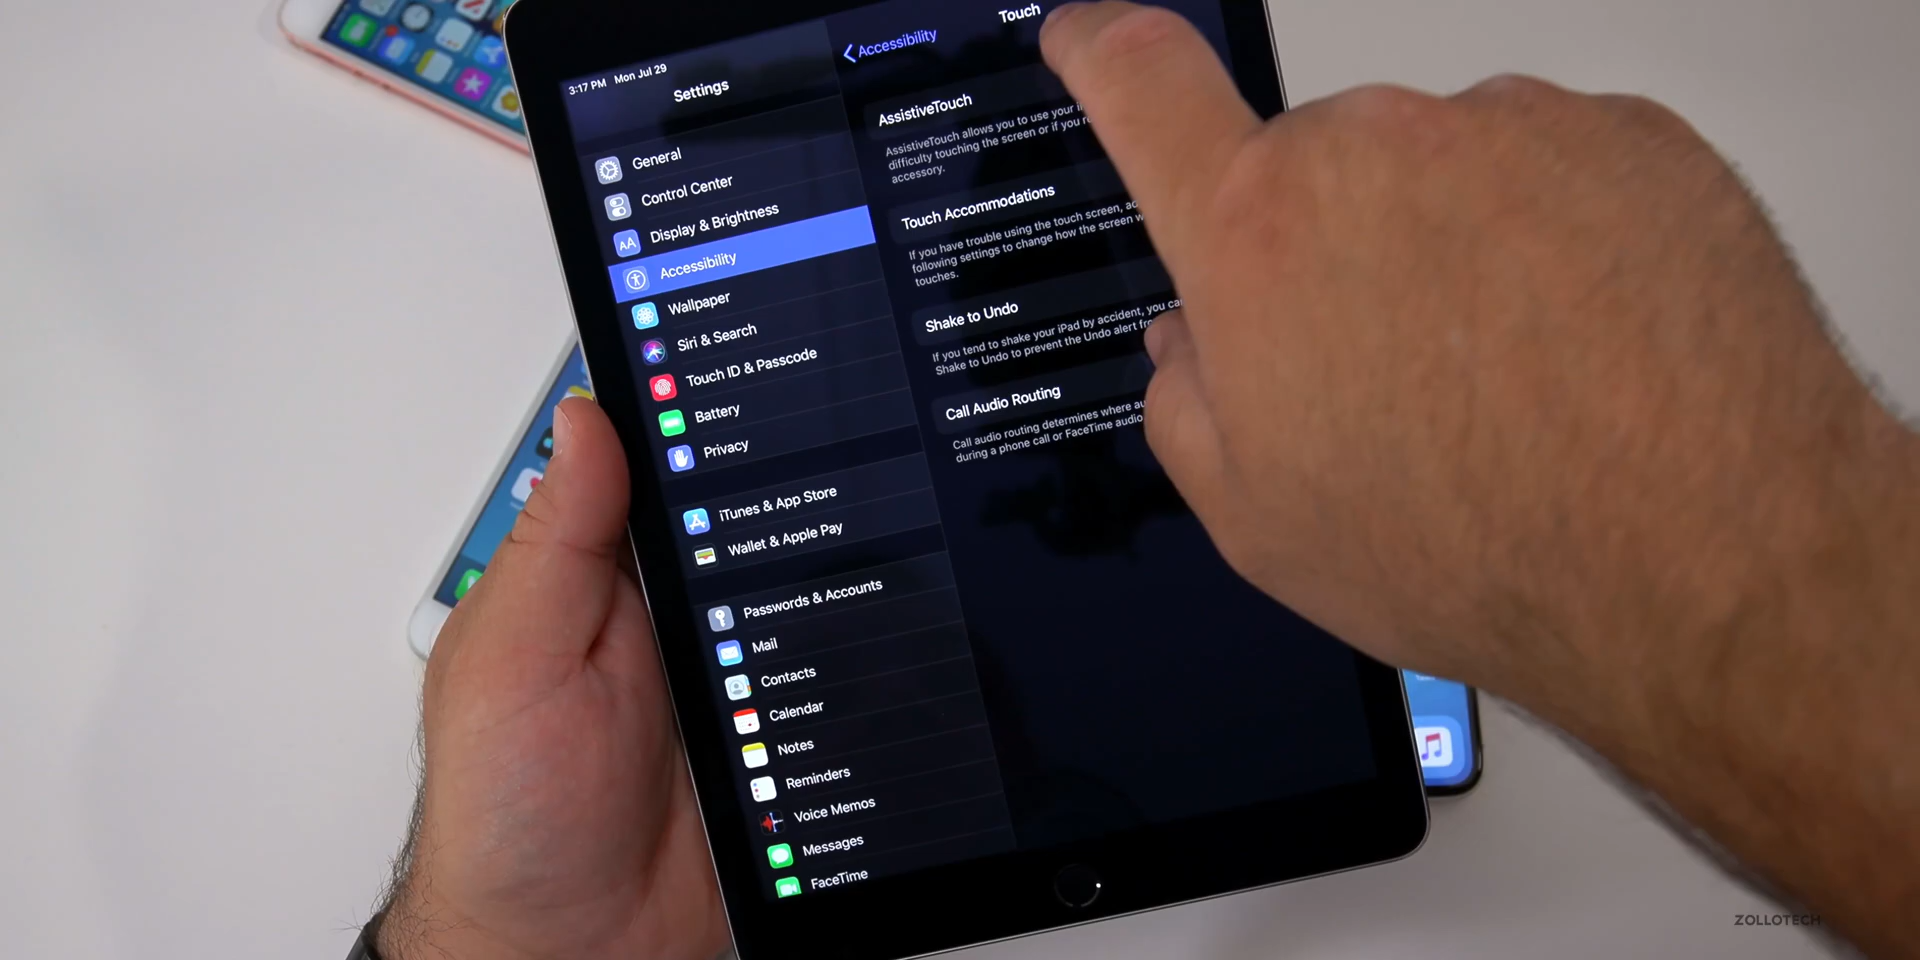 3:17 PM Mon Jul 29
Settings
General
Control Center
Display & Brightness
Accessibility
Wallpaper
Siri & Search
Touch ID & Passcode
Battery
Privacy
iTunes & App Store
Wallet & Apple Pay
Passwords & Accounts
Mail
Contacts
Calendar
Notes
Reminders
Voice Memos
Messages
FaceTime
Touch
Accessibility
AssistiveTouch
AssistiveTouch allows you to use your
difficulty touching the screen or if you
accessory.
Touch Accommodations
If you have trouble using the touch screen,
following settings to change how the screen
touches.
Shake to Undo
If you tend to shake your iPad by accident, you
Shake to Undo to prevent the Undo alert
Call Audio Routing
Call audio routing determines where
during a phone call or FaceTime audio
ZOLLOTECH